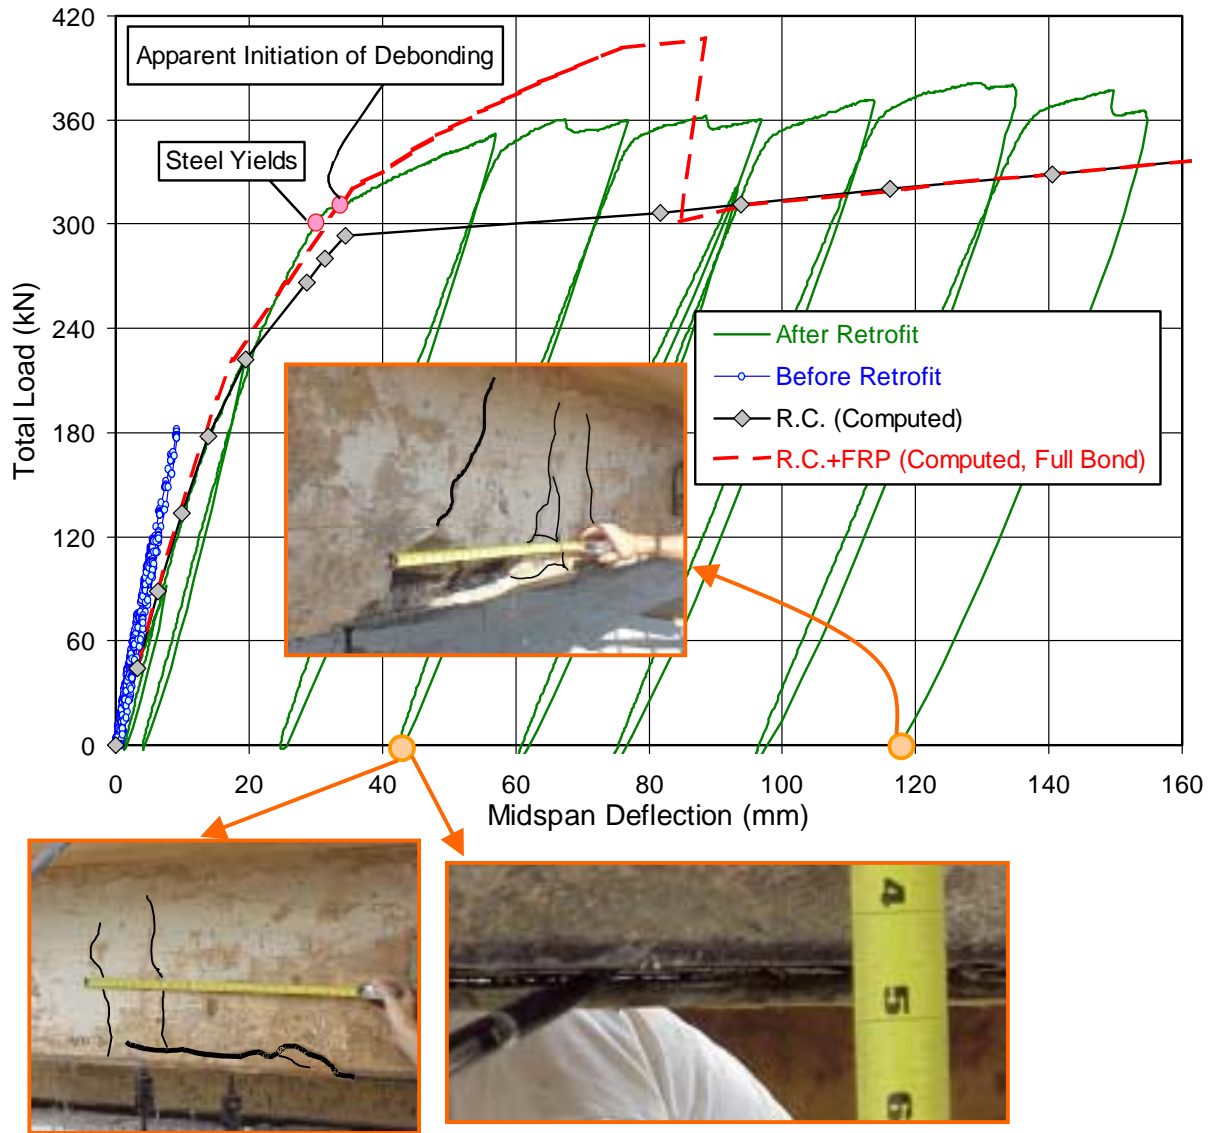 420
Apparent Initiation of Debonding
360
Steel Yields
300
240
180
120
60
0
Total Load (kN)
After Retrofit
Before Retrofit
R.C. (Computed)
R.C.+FRP (Computed, Full Bond)
0 20 40 60 80 100 120 140 160
Midspan Deflection (mm)
4
5
6